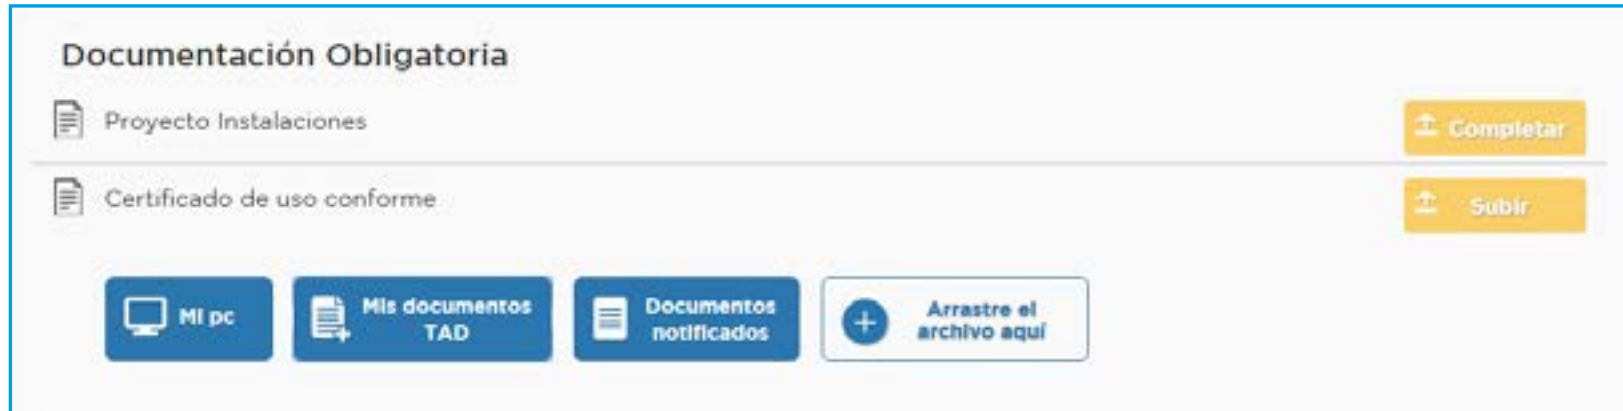 Documentación Obligatoria
Proyecto Instalaciones
Completar
Certificado de uso conforme
Subir
Mi pc
Mis documentos
TAD
Documentos
notificados
Arrastre el
archivo aquí